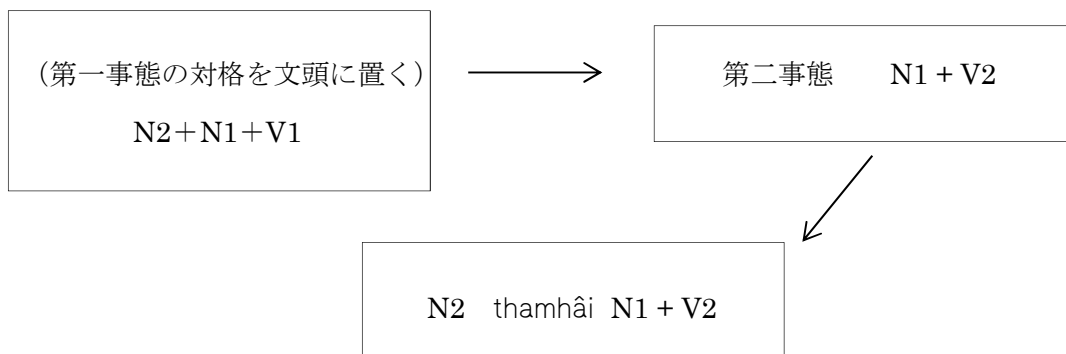 (第一事態の対格を文頭に置く)
N2+N1+V1
第二事態 N1 + V2
N2 thamhâi N1 + V2